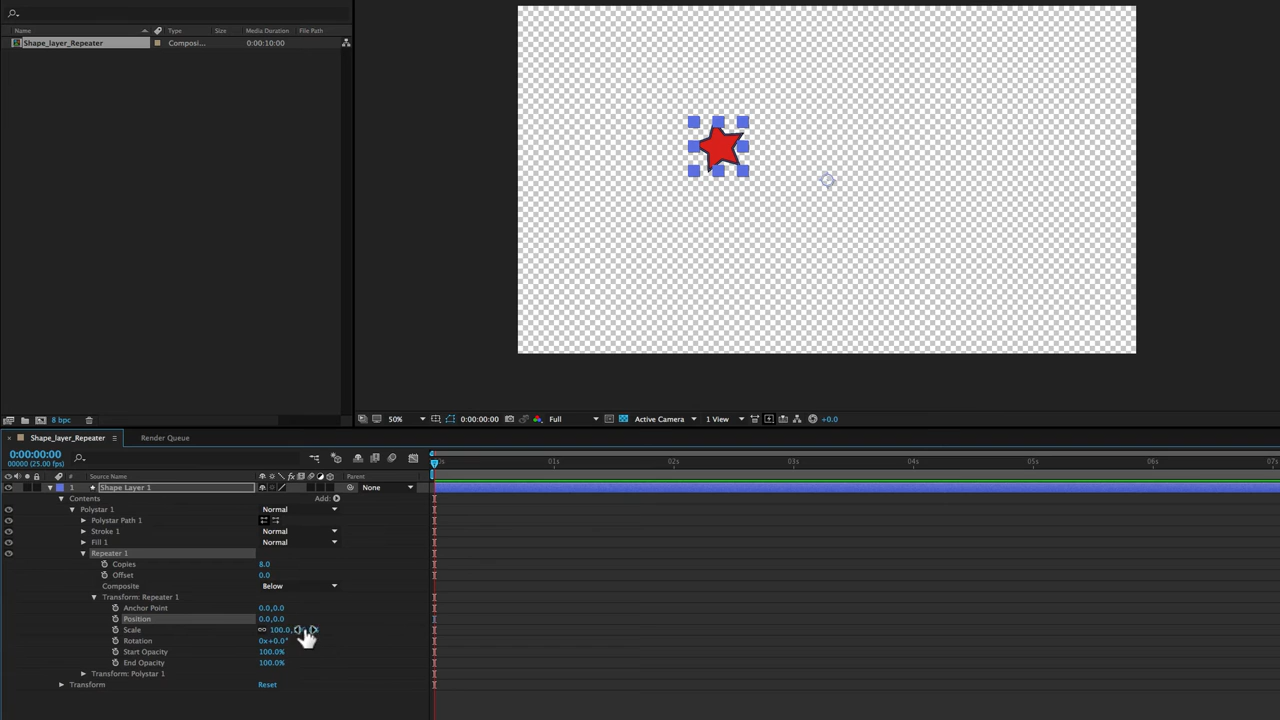 Name Type Size Media Duration File Path
Shape_layer_Repeater Composi... 0:00:10:00
8 bpc
50% 0:00:00:00 Full Active Camera 1 View +0.0
Shape_layer_Repeater Render Queue
0:00:00:00
00000 (25.00 fps)
01s 02s 03s 04s 05s 06s 07s
# Source Name fx Parent
1 Shape Layer 1 None
Contents Add:
Polystar 1 Normal
Polystar Path 1
Stroke 1 Normal
Fill 1 Normal
Repeater 1
Copies 8.0
Offset 0.0
Composite Below
Transform: Repeater 1
Anchor Point 0.0,0.0
Position 0.0,0.0
Scale 100.0,
Rotation 0x+0.0°
Start Opacity 100.0%
End Opacity 100.0%
Transform: Polystar 1
Transform Reset